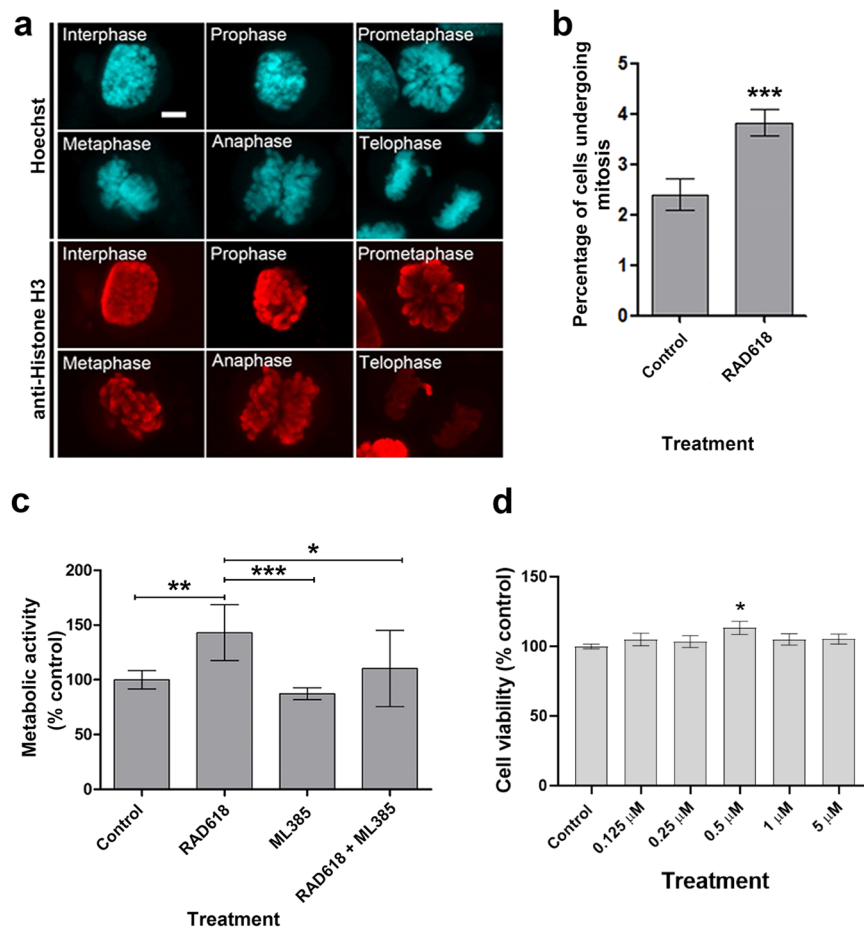 a
Hoechst
Interphase
Prophase
Prometaphase
Metaphase
Anaphase
Telophase
anti-Histone H3
Interphase
Prophase
Prometaphase
Metaphase
Anaphase
Telophase
b
Percentage of cells undergoing
mitosis
5
4
3
2
1
0
***
Control
RAD618
Treatment
c
Metabolic activity
(% control)
200
150
100
50
0
**
***
*
Control
RAD618
ML385
RAD618 + ML385
Treatment
d
Cell viability (% control)
150
100
50
0
*
Control
0.125 μM
0.25 μM
0.5 μM
1 μM
5 μM
Treatment